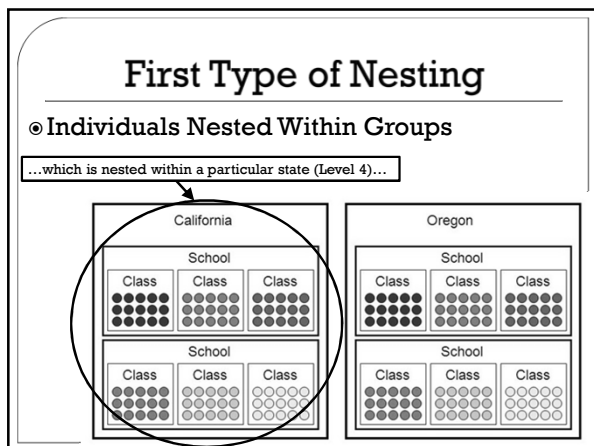 First Type of Nesting
⊙Individuals Nested Within Groups
…which is nested within a particular state (Level 4)…
California
Oregon
School
School
Class Class Class
Class Class Class
School
School
Class Class Class
Class Class Class